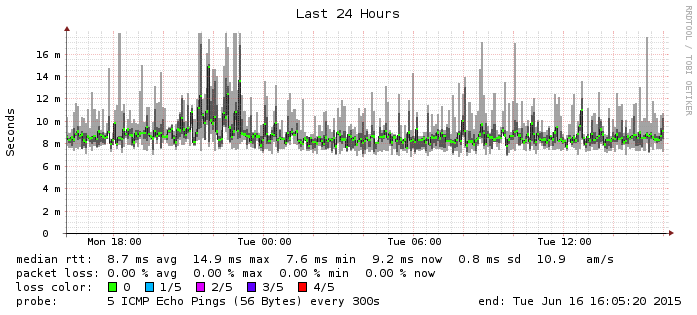 Last 24 Hours
RRDTOOL / TOBI OETIKER
Seconds
16 m
14 m
12 m
10 m
8 m
6 m
4 m
2 m
0
Mon 18:00 Tue 00:00 Tue 06:00 Tue 12:00
median rtt: 8.7 ms avg 14.9 ms max 7.6 ms min 9.2 ms now 0.8 ms sd 10.9 am/s
packet loss: 0.00 % avg 0.00 % max 0.00 % min 0.00 % now
loss color: 0 1/5 2/5 3/5 4/5
probe: 5 ICMP Echo Pings (56 Bytes) every 300s end: Tue Jun 16 16:05:20 2015